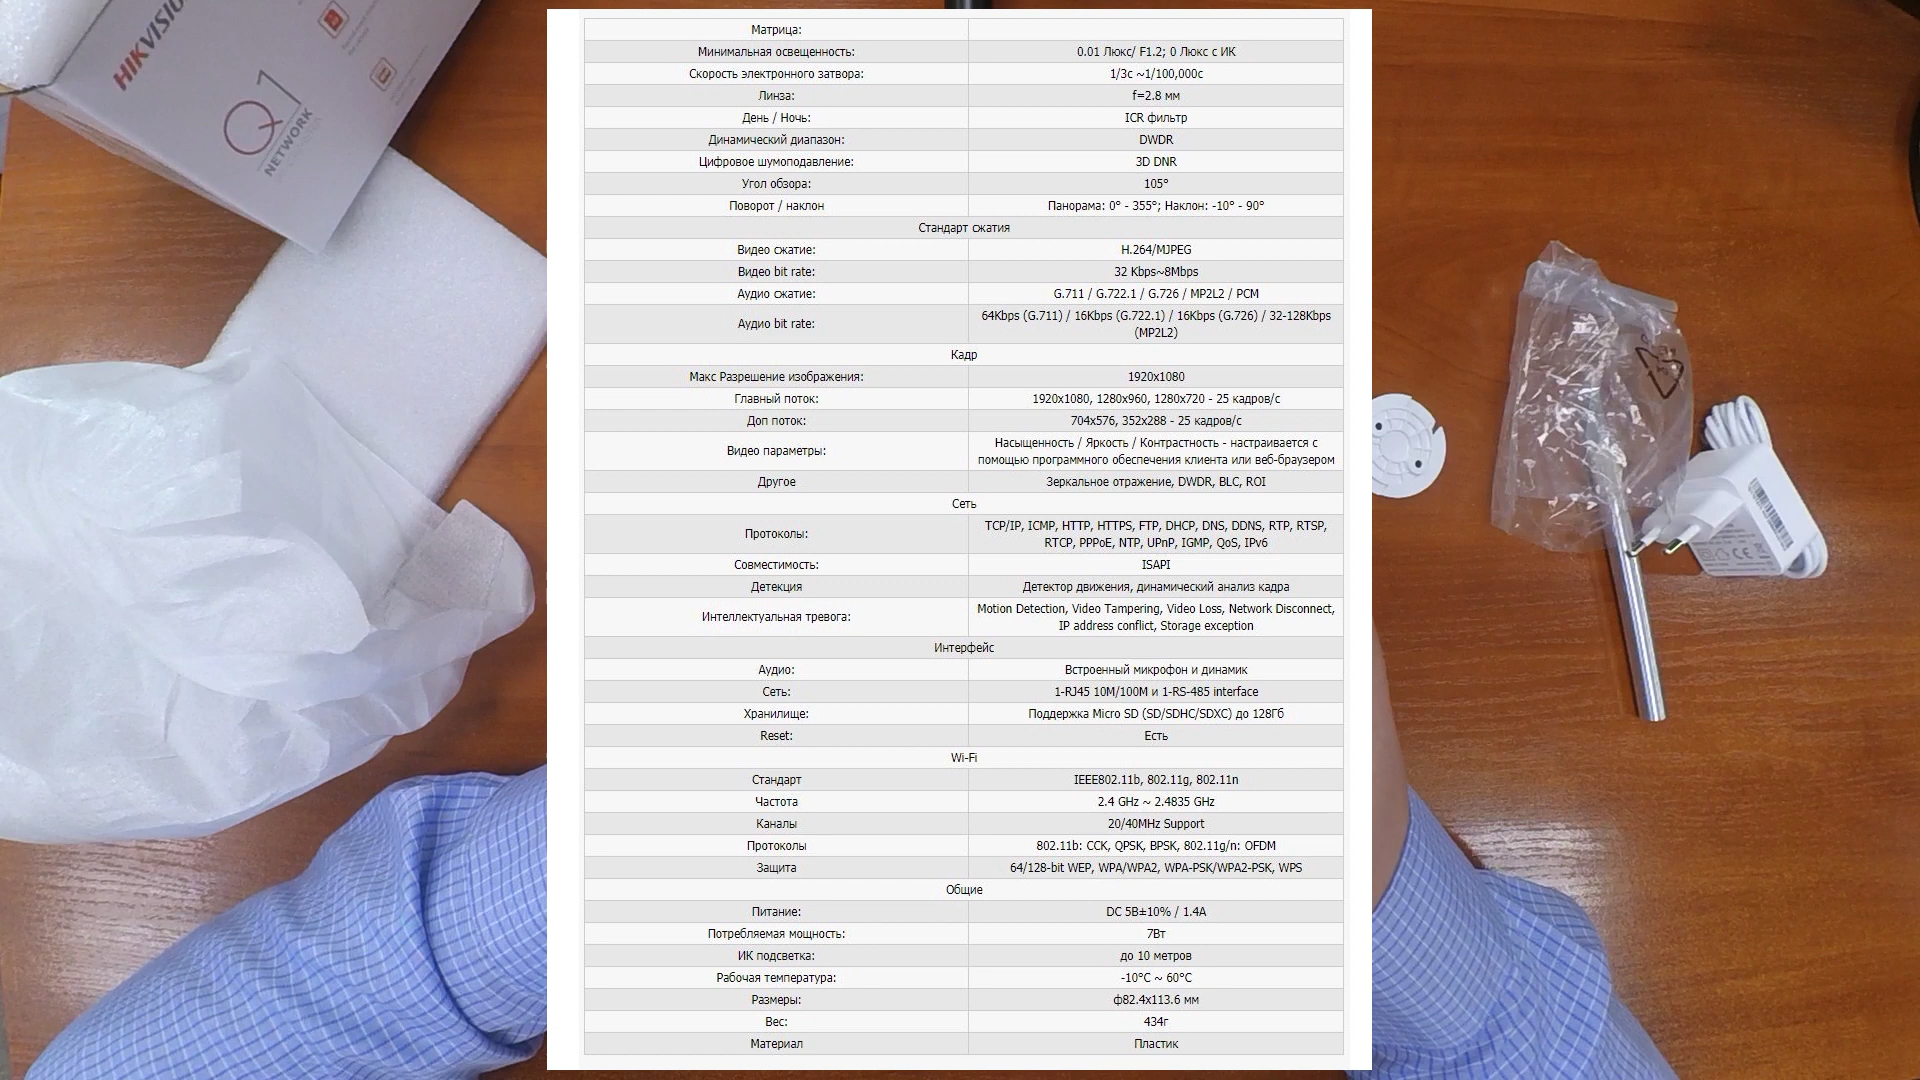 HIKVISIO
Q1
NETWORK
Матрица:
Минимальная освещенность: 0.01 Люкс/ F1.2; 0 Люкс с ИК
Скорость электронного затвора: 1/3с ~1/100,000с
Линза: f=2.8 мм
День / Ночь: ICR фильтр
Динамический диапазон: DWDR
Цифровое шумоподавление: 3D DNR
Угол обзора: 105°
Поворот / наклон Панорама: 0° - 355°; Наклон: -10° - 90°
Стандарт сжатия
Видео сжатие: H.264/MJPEG
Видео bit rate: 32 Kbps~8Mbps
Аудио сжатие: G.711 / G.722.1 / G.726 / MP2L2 / PCM
Аудио bit rate: 64Kbps (G.711) / 16Kbps (G.722.1) / 16Kbps (G.726) / 32-128Kbps
(MP2L2)
Кадр
Макс Разрешение изображения: 1920x1080
Главный поток: 1920x1080, 1280x960, 1280x720 - 25 кадров/с
Доп поток: 704x576, 352x288 - 25 кадров/с
Видео параметры: Насыщенность / Яркость / Контрастность - настраивается с
помощью программного обеспечения клиента или веб-браузером
Другое Зеркальное отражение, DWDR, BLC, ROI
Сеть
Протоколы: TCP/IP, ICMP, HTTP, HTTPS, FTP, DHCP, DNS, DDNS, RTP, RTSP,
RTCP, PPPoE, NTP, UPnP, IGMP, QoS, IPv6
Совместимость: ISAPI
Детекция Детектор движения, динамический анализ кадра
Интеллектуальная тревога: Motion Detection, Video Tampering, Video Loss, Network Disconnect,
IP address conflict, Storage exception
Интерфейс
Аудио: Встроенный микрофон и динамик
Сеть: 1-RJ45 10M/100M и 1-RS-485 interface
Хранилище: Поддержка Micro SD (SD/SDHC/SDXC) до 128Гб
Reset: Есть
Wi-Fi
Стандарт IEEE802.11b, 802.11g, 802.11n
Частота 2.4 GHz ~ 2.4835 GHz
Каналы 20/40MHz Support
Протоколы 802.11b: CCK, QPSK, BPSK, 802.11g/n: OFDM
Защита 64/128-bit WEP, WPA/WPA2, WPA-PSK/WPA2-PSK, WPS
Общие
Питание: DC 5В±10% / 1.4А
Потребляемая мощность: 7Вт
ИК подсветка: до 10 метров
Рабочая температура: -10°C ~ 60°C
Размеры: ф82.4x113.6 мм
Вес: 434г
Материал Пластик
CE